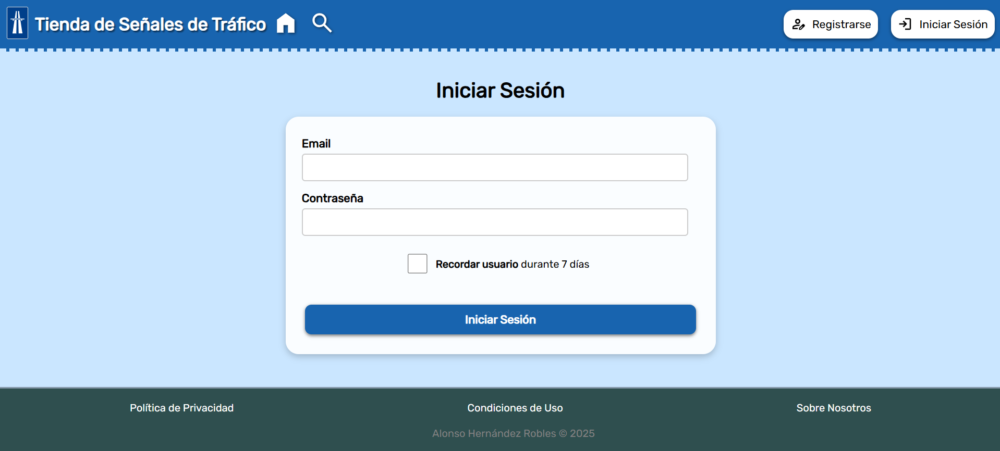 Tienda de Señales de Tráfico
Registrarse
Iniciar Sesión
Iniciar Sesión
Email
Contraseña
Recordar usuario durante 7 días
Iniciar Sesión
Política de Privacidad
Condiciones de Uso
Sobre Nosotros
Alonso Hernández Robles © 2025